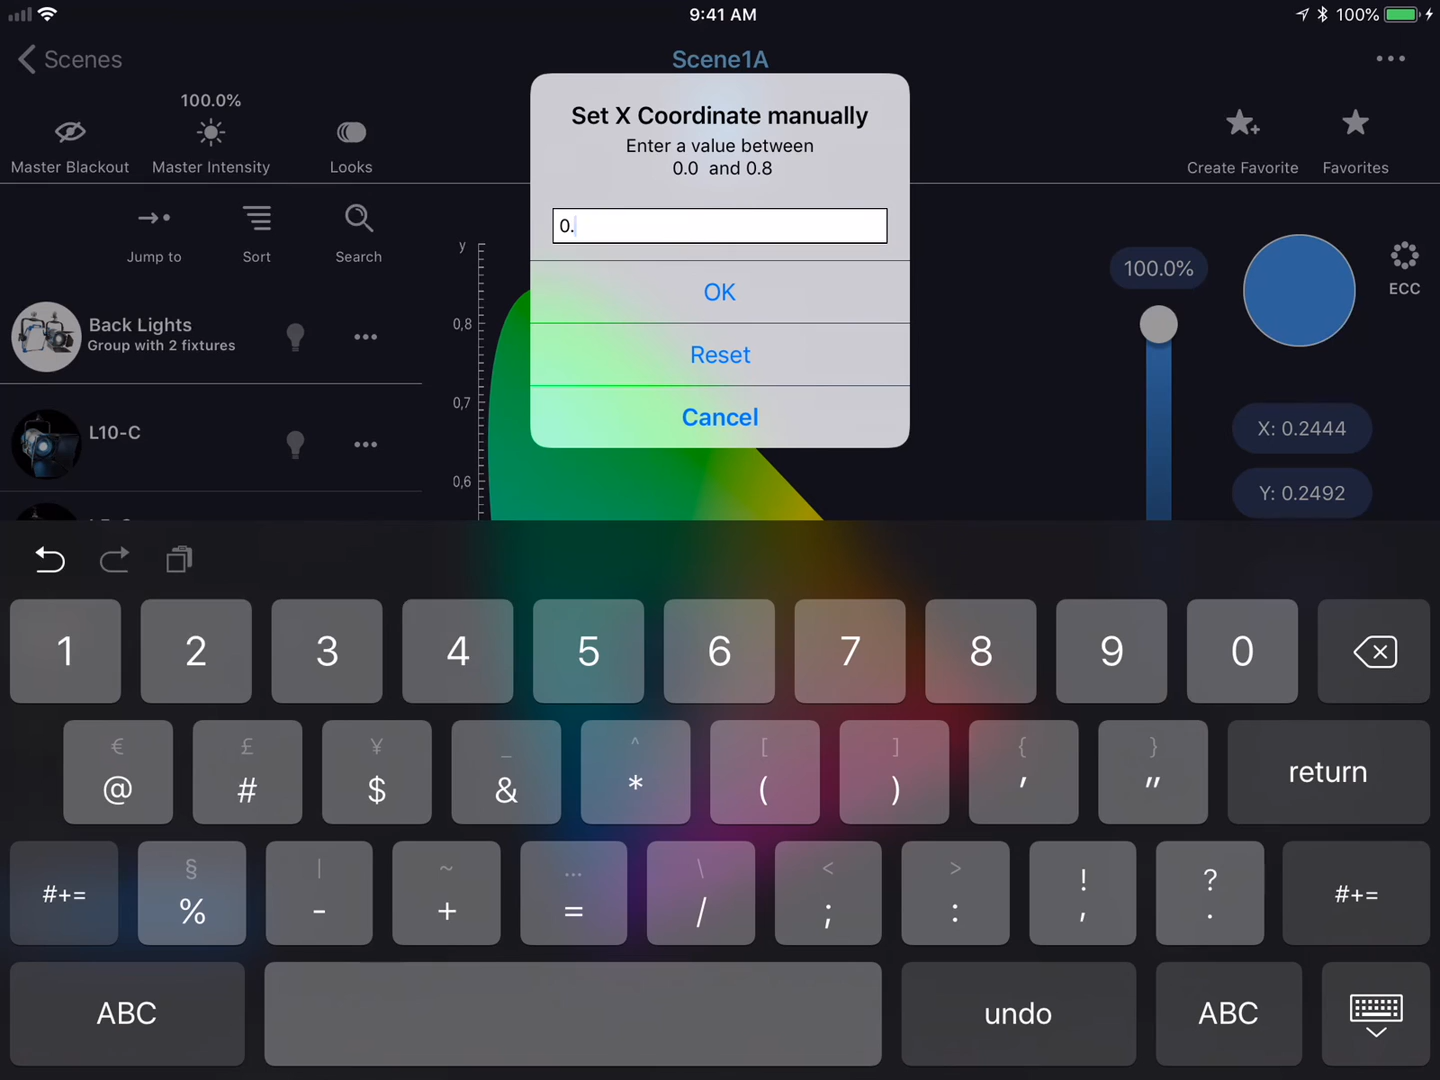 9:41 AM
100%
Scenes
Scene1A
100.0%
Master Blackout
Master Intensity
Looks
Create Favorite
Favorites
Set X Coordinate manually
Enter a value between
0.0 and 0.8
0.
OK
Reset
Cancel
Jump to
Sort
Search
Back Lights
Group with 2 fixtures
L10-C
y
0,8
0,7
0,6
100.0%
ECC
X: 0.2444
Y: 0.2492
1 2 3 4 5 6 7 8 9 0
€ £ ¥ _ ^ [ ] { }
@ # $ & * ( ) ' "
return
§ | ~ … \ < > ! ?
#+= % - + = / ; : , . #+=
ABC undo ABC